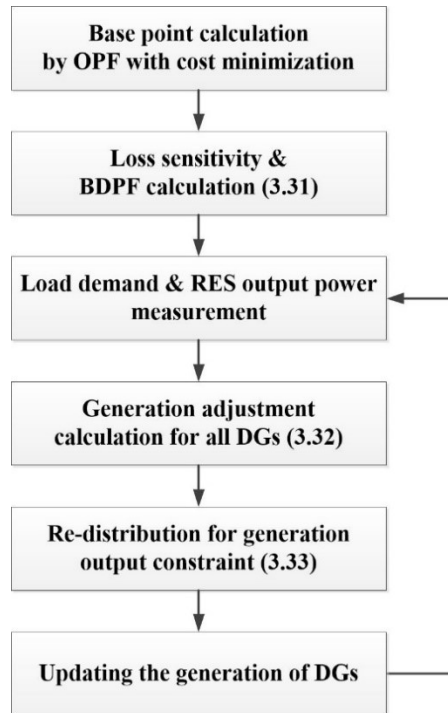 Base point calculation
by OPF with cost minimization
Loss sensitivity &
BDPF calculation (3.31)
Load demand & RES output power
measurement
Generation adjustment
calculation for all DGs (3.32)
Re-distribution for generation
output constraint (3.33)
Updating the generation of DGs